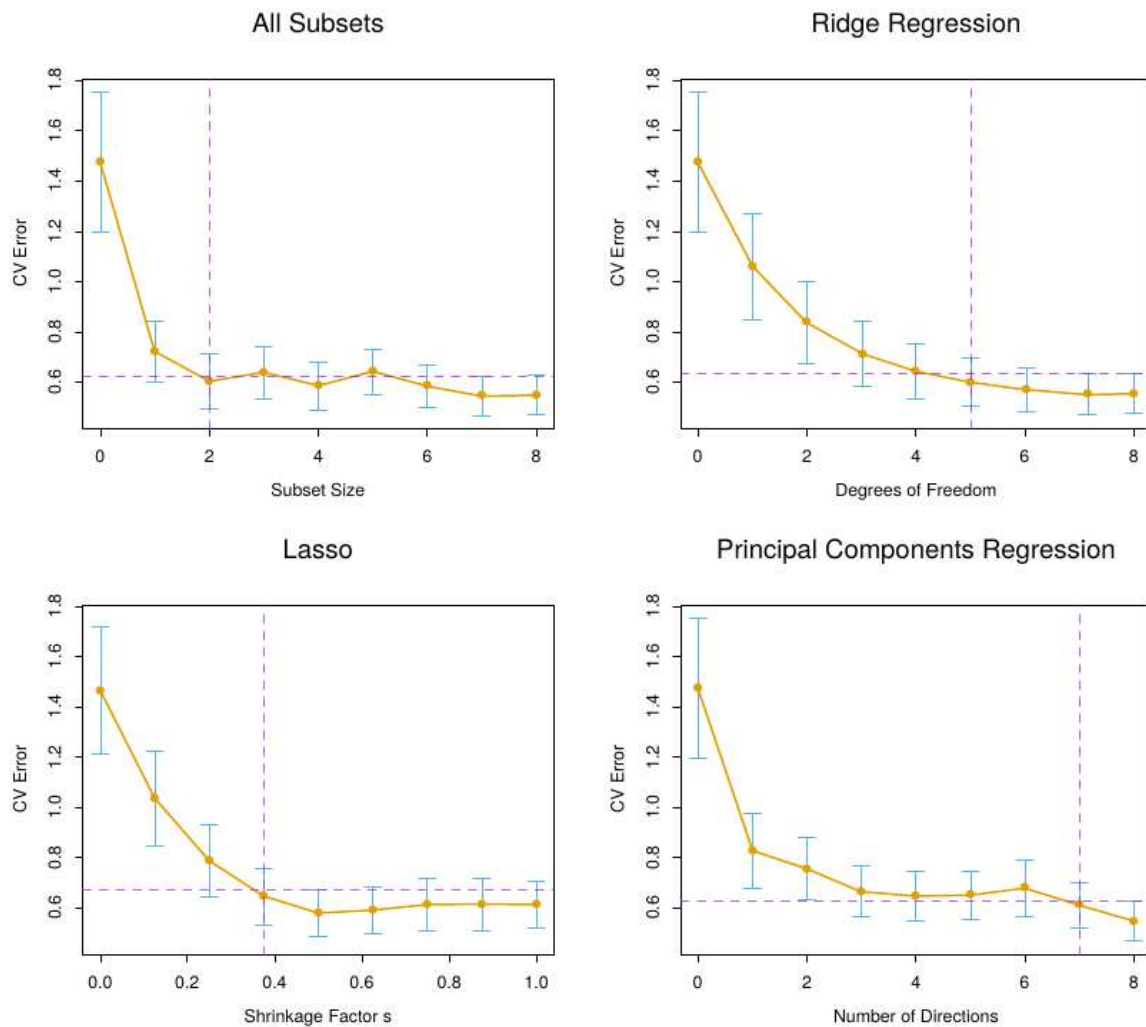 All Subsets
CV Error
1.8
1.6
1.4
1.2
1.0
0.8
0.6
0 2 4 6 8
Subset Size
Ridge Regression
CV Error
1.8
1.6
1.4
1.2
1.0
0.8
0.6
0 2 4 6 8
Degrees of Freedom
Lasso
CV Error
1.8
1.6
1.4
1.2
1.0
0.8
0.6
0.0 0.2 0.4 0.6 0.8 1.0
Shrinkage Factor s
Principal Components Regression
CV Error
1.8
1.6
1.4
1.2
1.0
0.8
0.6
0 2 4 6 8
Number of Directions